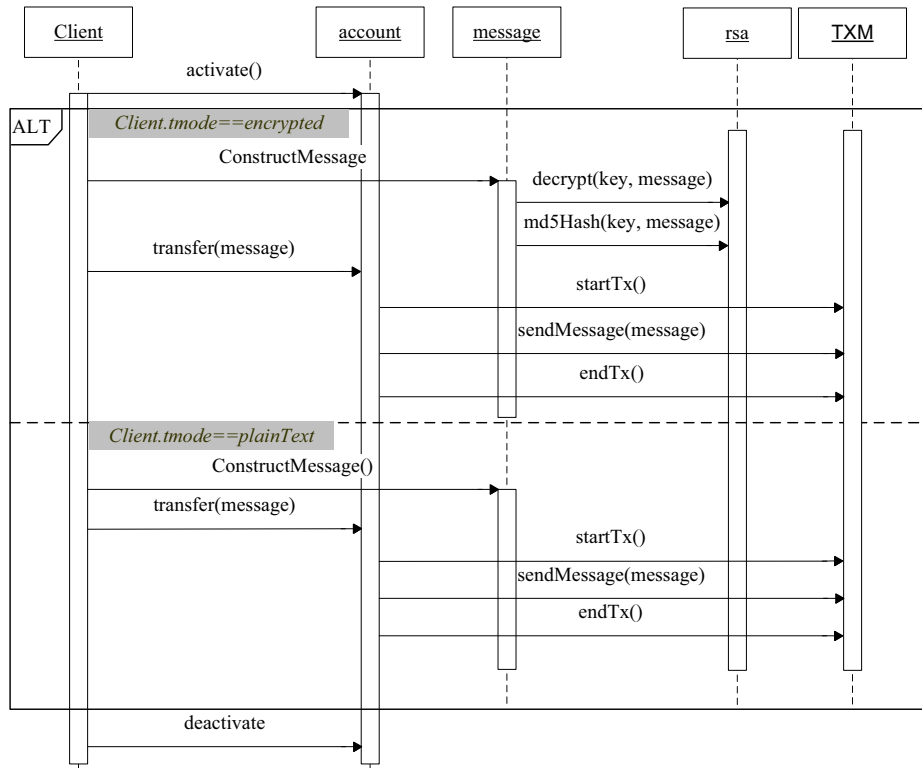 Client
account
message
rsa
TXM
activate()
ALT
Client.tmode==encrypted
ConstructMessage
decrypt(key, message)
md5Hash(key, message)
transfer(message)
startTx()
sendMessage(message)
endTx()
Client.tmode==plainText
ConstructMessage()
transfer(message)
startTx()
sendMessage(message)
endTx()
deactivate